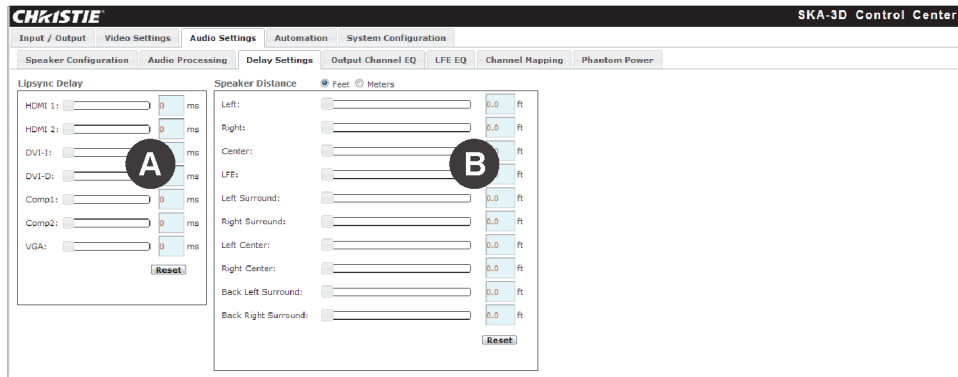 CHRISTIE
SKA-3D Control Center
Input / Output Video Settings Audio Settings Automation System Configuration
Speaker Configuration Audio Processing Delay Settings Output Channel EQ LFE EQ Channel Mapping Phantom Power
Lipsync Delay
HDMI 1: 0 ms
HDMI 2: 0 ms
DVI-I: ms
DVI-D: ms
Comp1: 0 ms
Comp2: 0 ms
VGA: 0 ms
Reset
A
Speaker Distance Feet Meters
Left: 0.0 ft
Right: 0.0 ft
Center: ft
LFE: ft
Left Surround: 0.0 ft
Right Surround: 0.0 ft
Left Center: 0.0 ft
Right Center: 0.0 ft
Back Left Surround: 0.0 ft
Back Right Surround: 0.0 ft
Reset
B